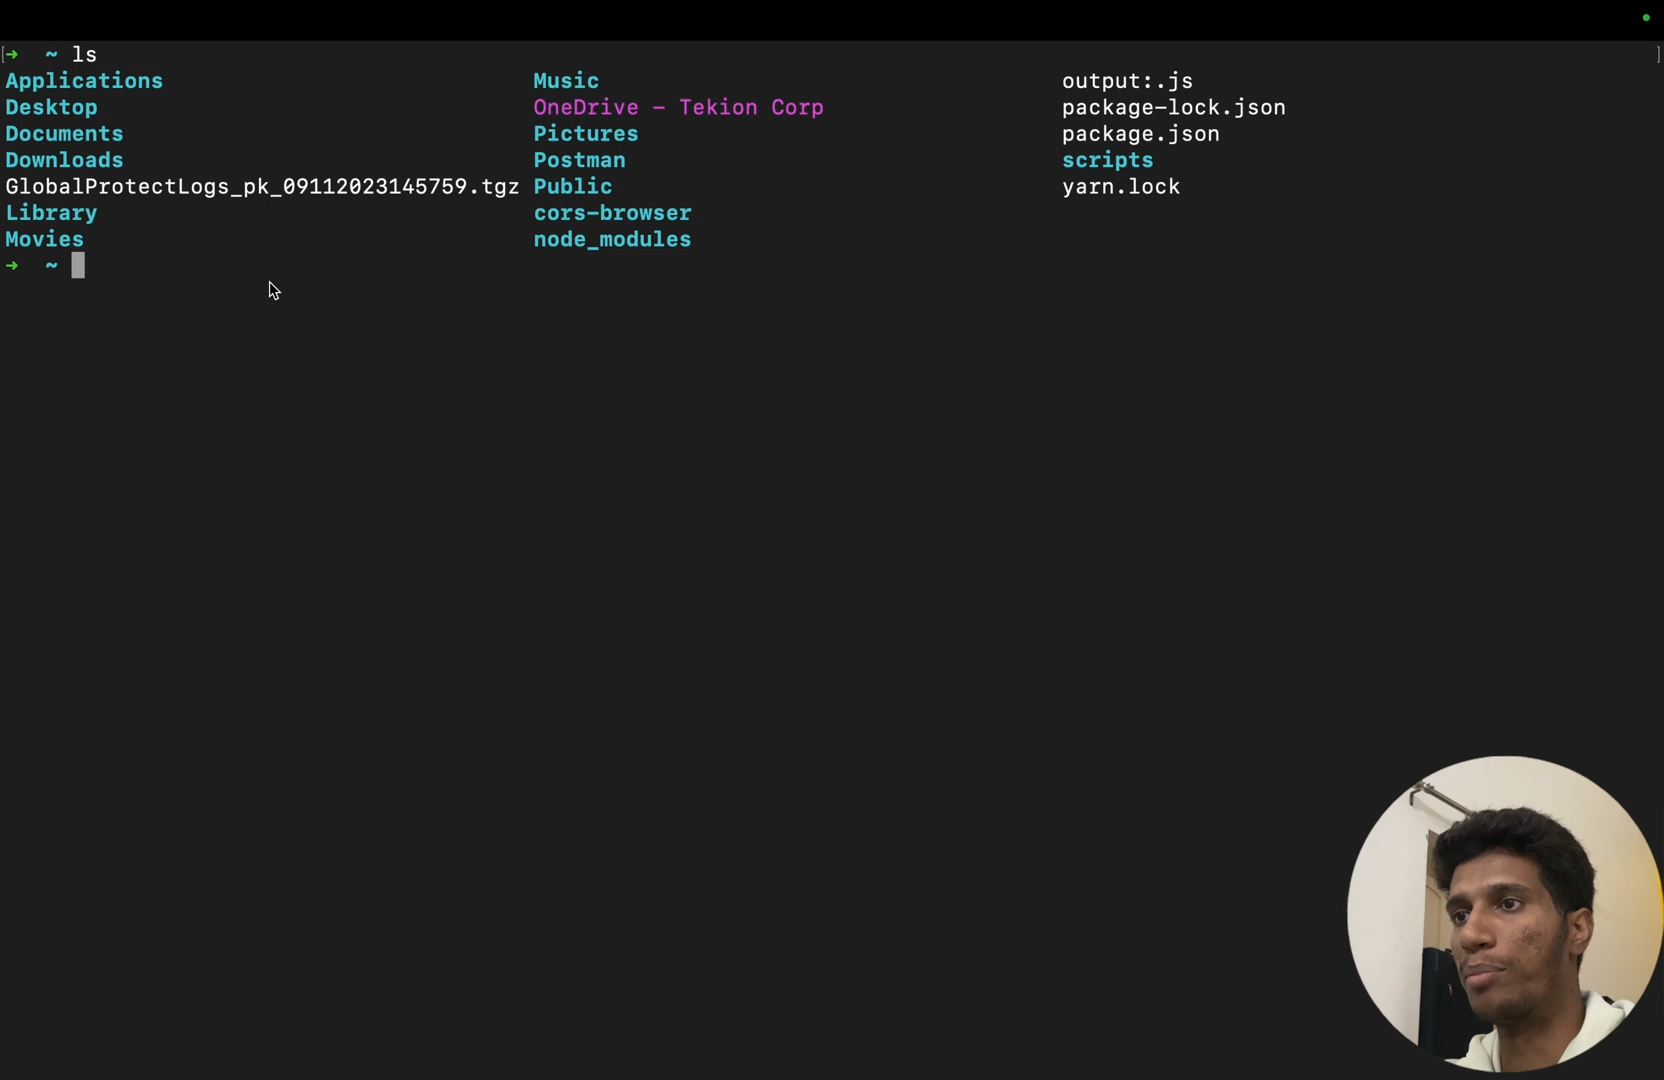 [➜ ~ ls ]
Applications Music output:.js
Desktop OneDrive - Tekion Corp package-lock.json
Documents Pictures package.json
Downloads Postman scripts
GlobalProtectLogs_pk_09112023145759.tgz Public yarn.lock
Library cors-browser
Movies node_modules
➜ ~